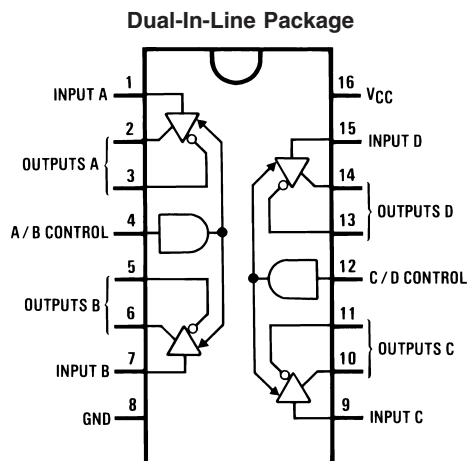 Dual-In-Line Package
1
INPUT A
2
OUTPUTS A
3
4
A / B CONTROL
5
OUTPUTS B
6
7
INPUT B
8
GND
16
VCC
15
INPUT D
14
OUTPUTS D
13
12
C / D CONTROL
11
OUTPUTS C
10
9
INPUT C